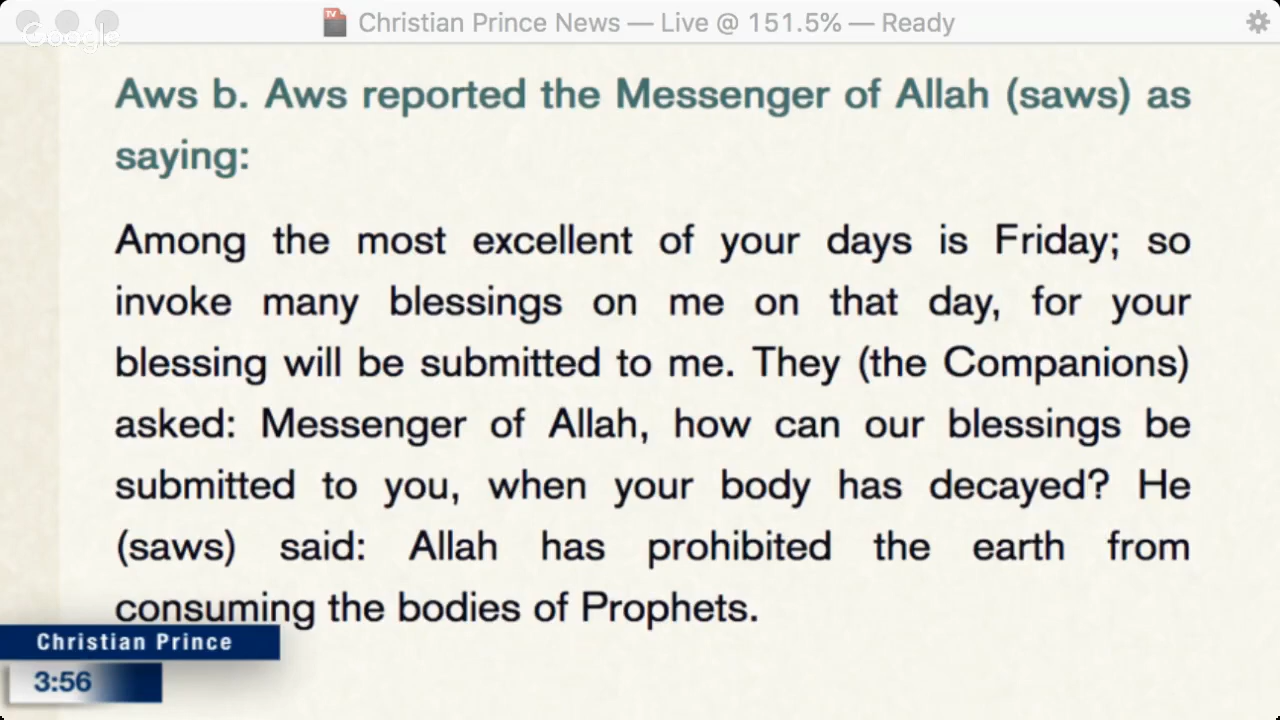 Christian Prince News — Live @ 151.5% — Ready
Google
Aws b. Aws reported the Messenger of Allah (saws) as
saying:
Among the most excellent of your days is Friday; so
invoke many blessings on me on that day, for your
blessing will be submitted to me. They (the Companions)
asked: Messenger of Allah, how can our blessings be
submitted to you, when your body has decayed? He
(saws) said: Allah has prohibited the earth from
consuming the bodies of Prophets.
Christian Prince
3:56